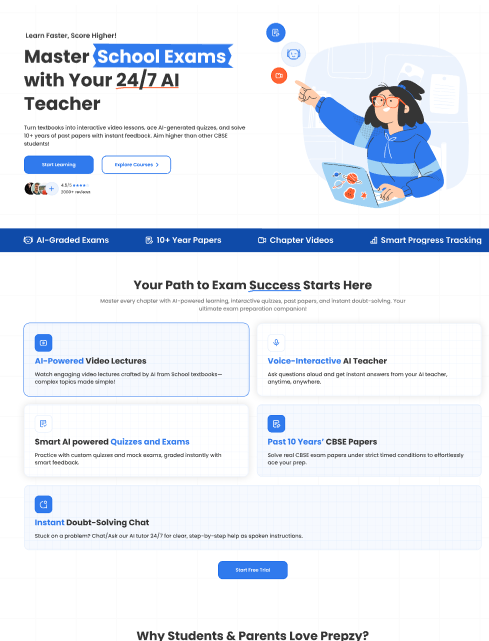 Learn Faster, Score Higher!
Master School Exams
with Your 24/7 AI
Teacher
Turn textbooks into interactive video lessons, ace AI-generated quizzes, and solve
10+ years of past papers with instant feedback. Aim higher than other CBSE
students!
Start Learning
Explore Courses >
4.5/5 ★★★★★
2000+ reviews
AI-Graded Exams
10+ Year Papers
Chapter Videos
Smart Progress Tracking
Your Path to Exam Success Starts Here
Master every chapter with AI-powered learning, interactive quizzes, past papers, and instant doubt-solving. Your
ultimate exam preparation companion!
AI-Powered Video Lectures
Watch engaging video lectures crafted by AI from School textbooks—
complex topics made simple!
Voice-Interactive AI Teacher
Ask questions aloud and get instant answers from your AI teacher,
anytime, anywhere.
Smart AI powered Quizzes and Exams
Practice with custom quizzes and mock exams, graded instantly with
smart feedback.
Past 10 Years' CBSE Papers
Solve real CBSE exam papers under strict timed conditions to effortlessly
ace your prep.
Instant Doubt-Solving Chat
Stuck on a problem? Chat/Ask our AI tutor 24/7 for clear, step-by-step help as spoken instructions.
Start Free Trial
Why Students & Parents Love Prepzy?